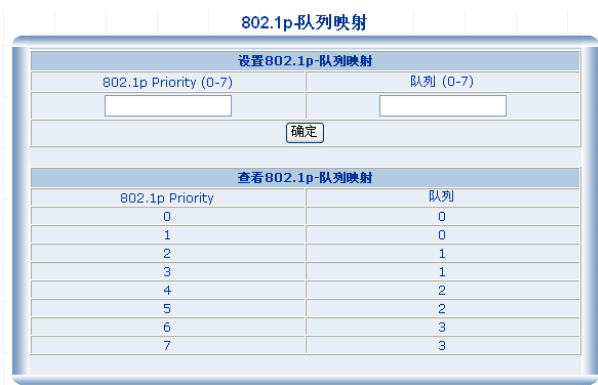 802.1p-队列映射
设置802.1p-队列映射
802.1p Priority (0-7) 队列 (0-7)
确定
查看802.1p-队列映射
802.1p Priority 队列
0 0
1 0
2 1
3 1
4 2
5 2
6 3
7 3